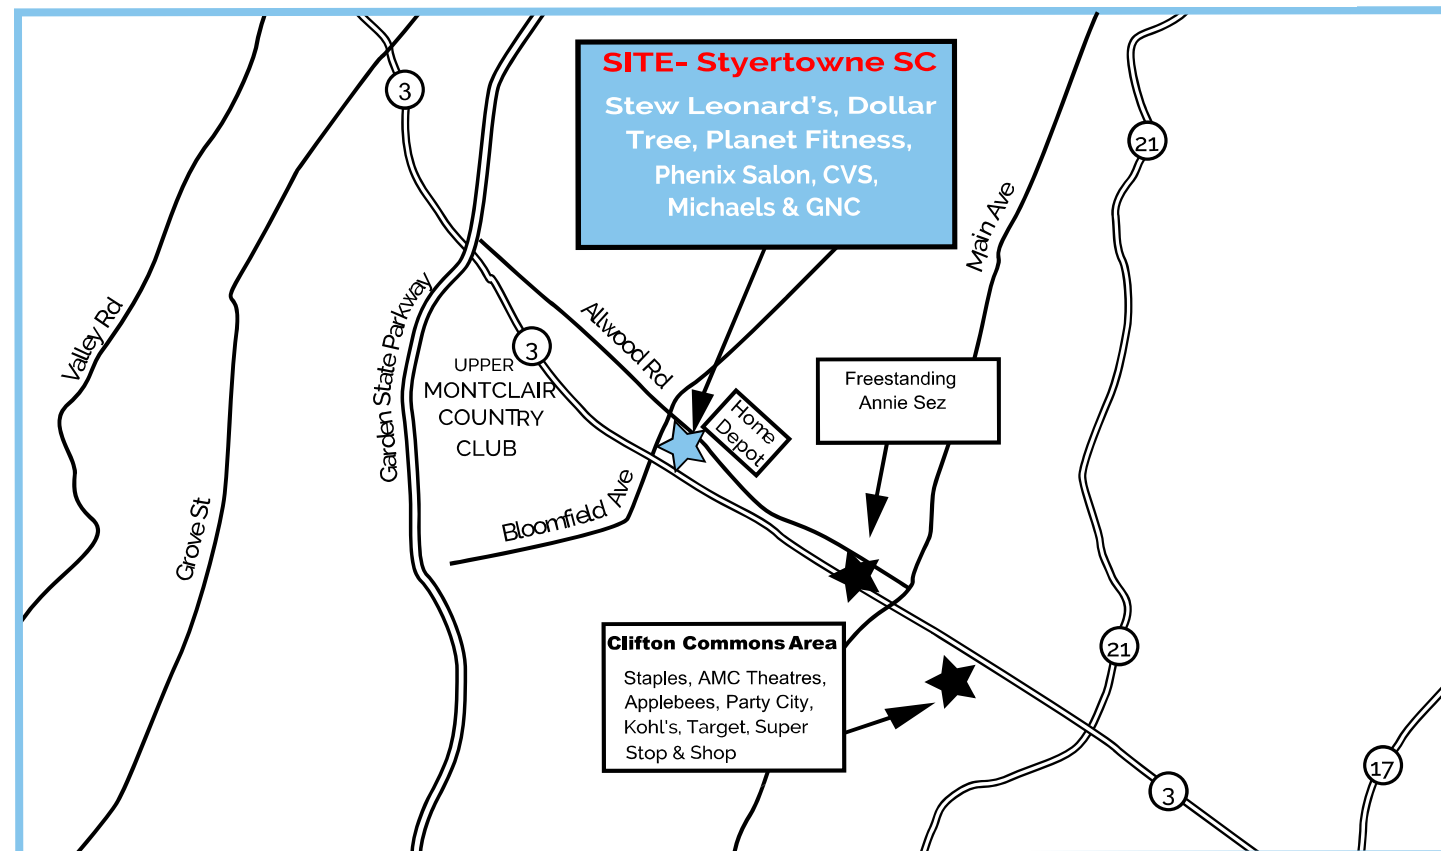 SITE- Styertowne SC
Stew Leonard's, Dollar
Tree, Planet Fitness,
Phenix Salon, CVS,
Michaels & GNC
3
21
Main Ave
Valley Rd
Garden State Parkway
Allwood Rd
3
UPPER
MONTCLAIR
COUNTRY
CLUB
Freestanding
Annie Sez
Home
Depot
Bloomfield Ave
Grove St
Clifton Commons Area
Staples, AMC Theatres,
Applebees, Party City,
Kohl's, Target, Super
Stop & Shop
21
17
3